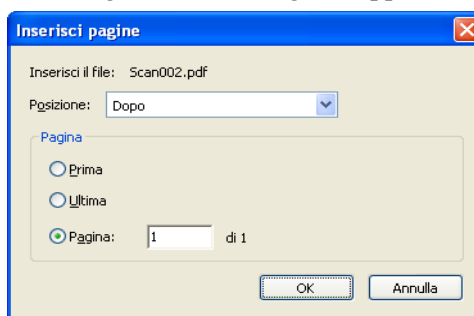 Inserisci pagine
Inserisci il file: Scan002.pdf
Posizione: Dopo
Pagina
Prima
Ultima
Pagina: 1 di 1
OK Annulla